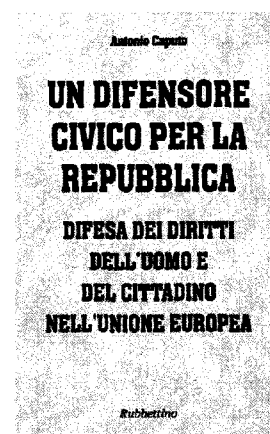 Antonio Caputo
UN DIFENSORE
CIVICO PER LA
REPUBBLICA
DIFESA DEI DIRITTI
DELL'UOMO E
DEL CITTADINO
NELL'UNIONE EUROPEA
Rubbettino